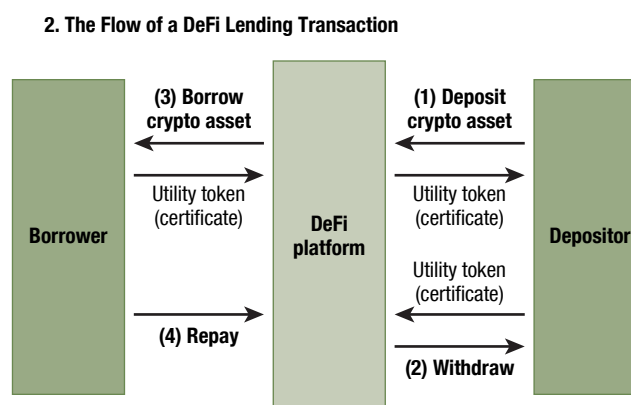 2. The Flow of a DeFi Lending Transaction
(3) Borrow
crypto asset
(1) Deposit
crypto asset
Utility token
(certificate)
Utility token
(certificate)
Borrower
DeFi
platform
Depositor
Utility token
(certificate)
(4) Repay
(2) Withdraw